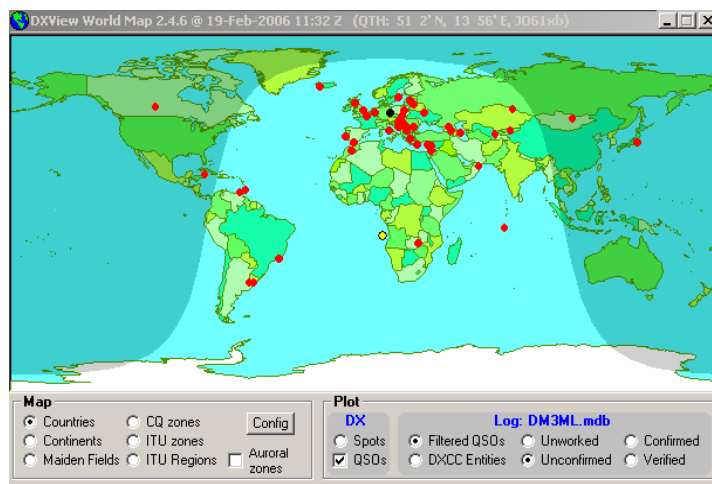 DXView World Map 2.4.6 @ 19-Feb-2006 11:32 Z (QTH: 51 2' N, 13 56' E, JO61xb)
Map
Countries
CQ zones
Config
Continents
ITU zones
Maiden Fields
ITU Regions
Auroral
zones
Plot
DX
Spots
QSOs
Log: DM3ML.mdb
Filtered QSOs
Unworked
Confirmed
DXCC Entities
Unconfirmed
Verified